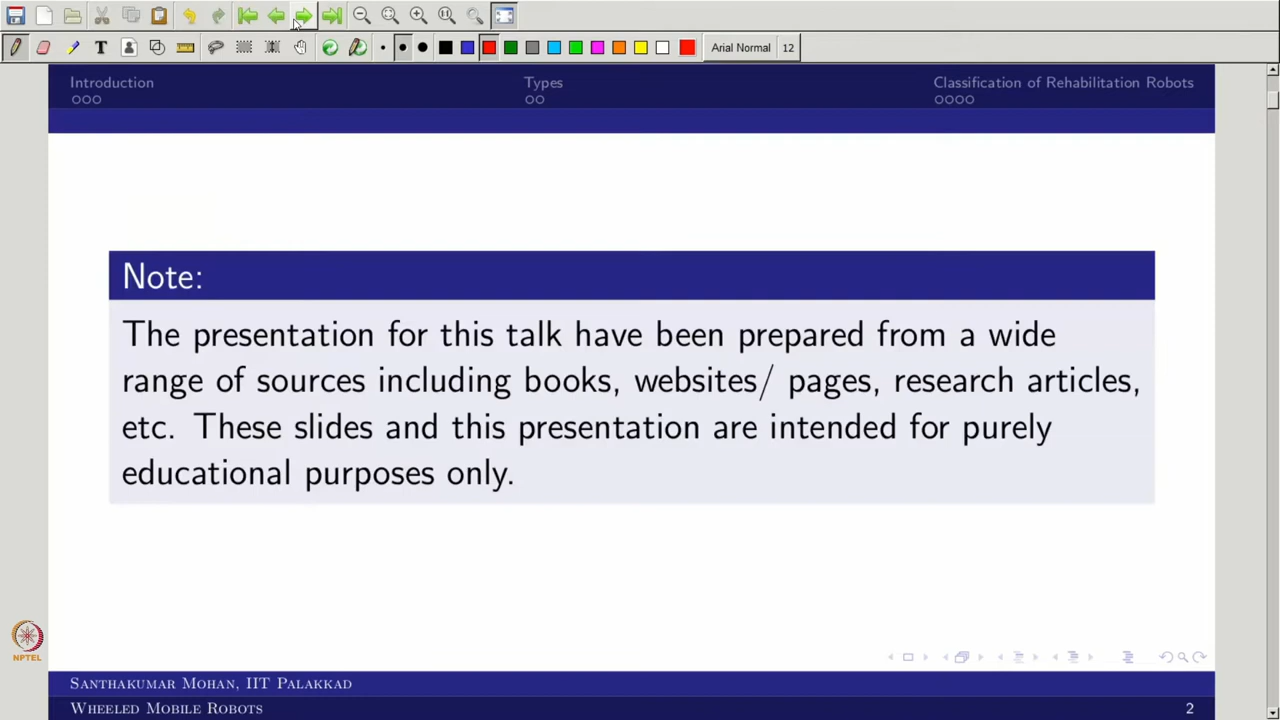 T
Arial Normal 12
Introduction Types Classification of Rehabilitation Robots
Note:
The presentation for this talk have been prepared from a wide
range of sources including books, websites/ pages, research articles,
etc. These slides and this presentation are intended for purely
educational purposes only.
NPTEL
Santhakumar Mohan, IIT Palakkad
Wheeled Mobile Robots 2